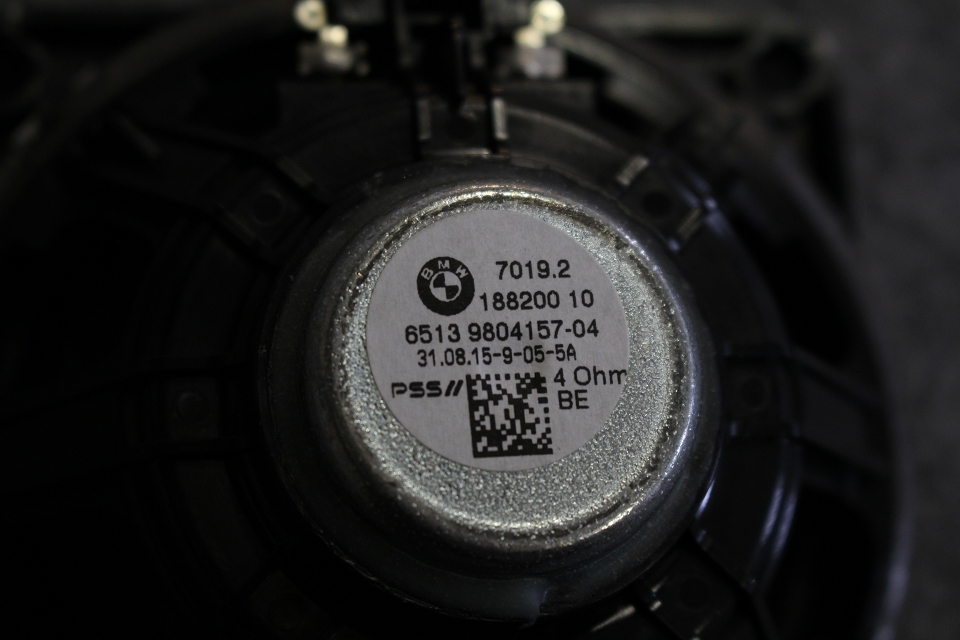 BMW
7019.2
188200 10
6513 9804157-04
31.08.15-9-05-5A
PSS//
4 Ohm
BE